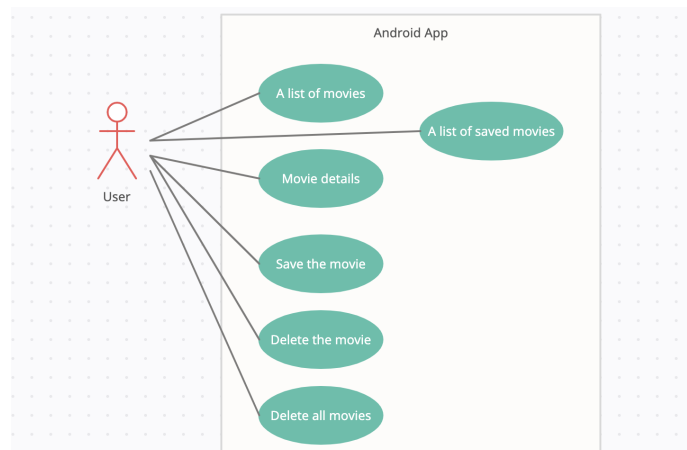 Android App
A list of movies
A list of saved movies
User
Movie details
Save the movie
Delete the movie
Delete all movies